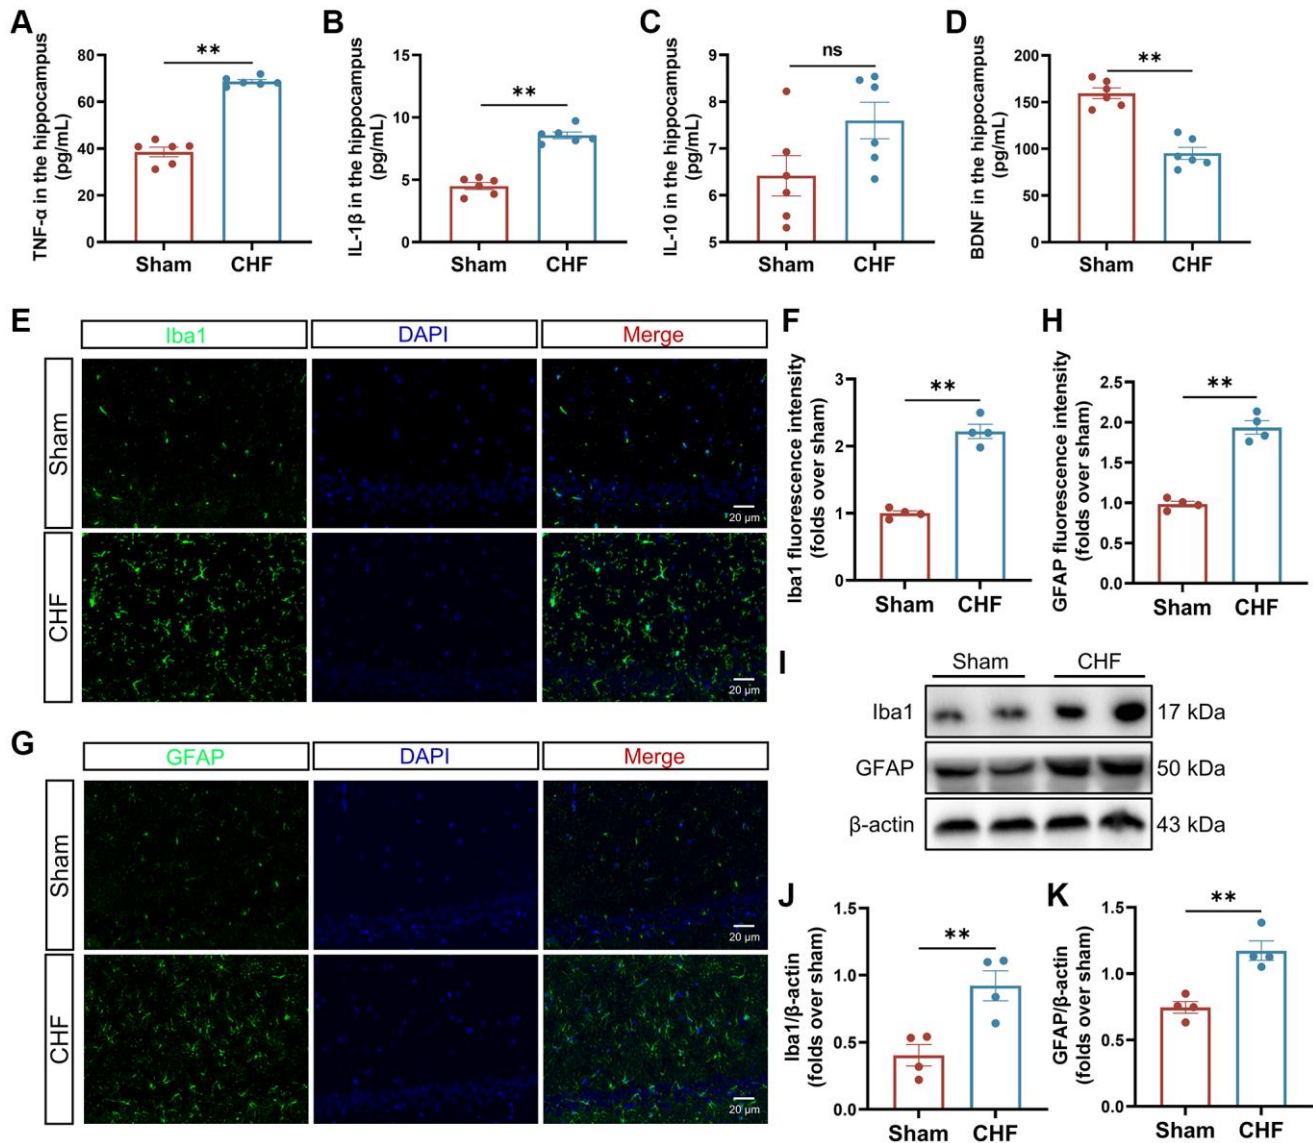 A
TNF-α in the hippocampus
(pg/mL)
80
60
40
20
0
**
Sham
CHF
B
IL-1β in the hippocampus
(pg/mL)
15
10
5
0
**
Sham
CHF
C
IL-10 in the hippocampus
(pg/mL)
9
8
7
6
5
ns
Sham
CHF
D
BDNF in the hippocampus
(pg/mL)
200
150
100
50
0
**
Sham
CHF
E
Iba1
DAPI
Merge
Sham
20 μm
CHF
20 μm
F
Iba1 fluorescence intensity
(folds over sham)
3
2
1
0
**
Sham
CHF
H
GFAP fluorescence intensity
(folds over sham)
2.5
2.0
1.5
1.0
0.5
0.0
**
Sham
CHF
G
GFAP
DAPI
Merge
Sham
20 μm
CHF
20 μm
I
Sham
CHF
Iba1
17 kDa
GFAP
50 kDa
β-actin
43 kDa
J
Iba1/β-actin
(folds over sham)
1.5
1.0
0.5
0.0
**
Sham
CHF
K
GFAP/β-actin
(folds over sham)
1.5
1.0
0.5
0.0
**
Sham
CHF